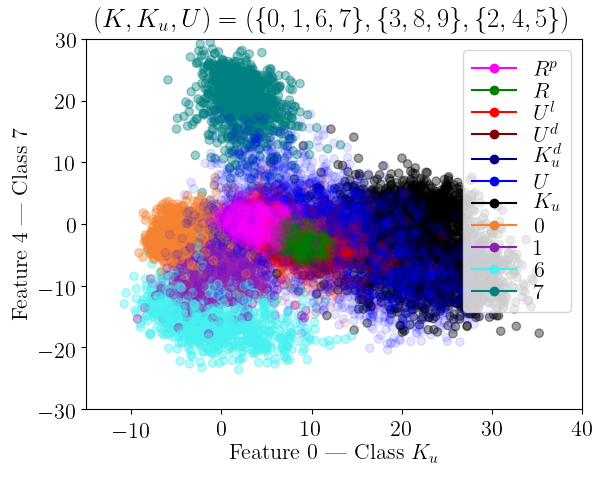 (K, K_u, U) = ({0, 1, 6, 7}, {3, 8, 9}, {2, 4, 5})
30
20
10
0
−10
−20
−30
Feature 4 — Class 7
R^p
R
U^l
U^d
K_u^d
U
K_u
0
1
6
7
−10
0
10
20
30
40
Feature 0 — Class K_u